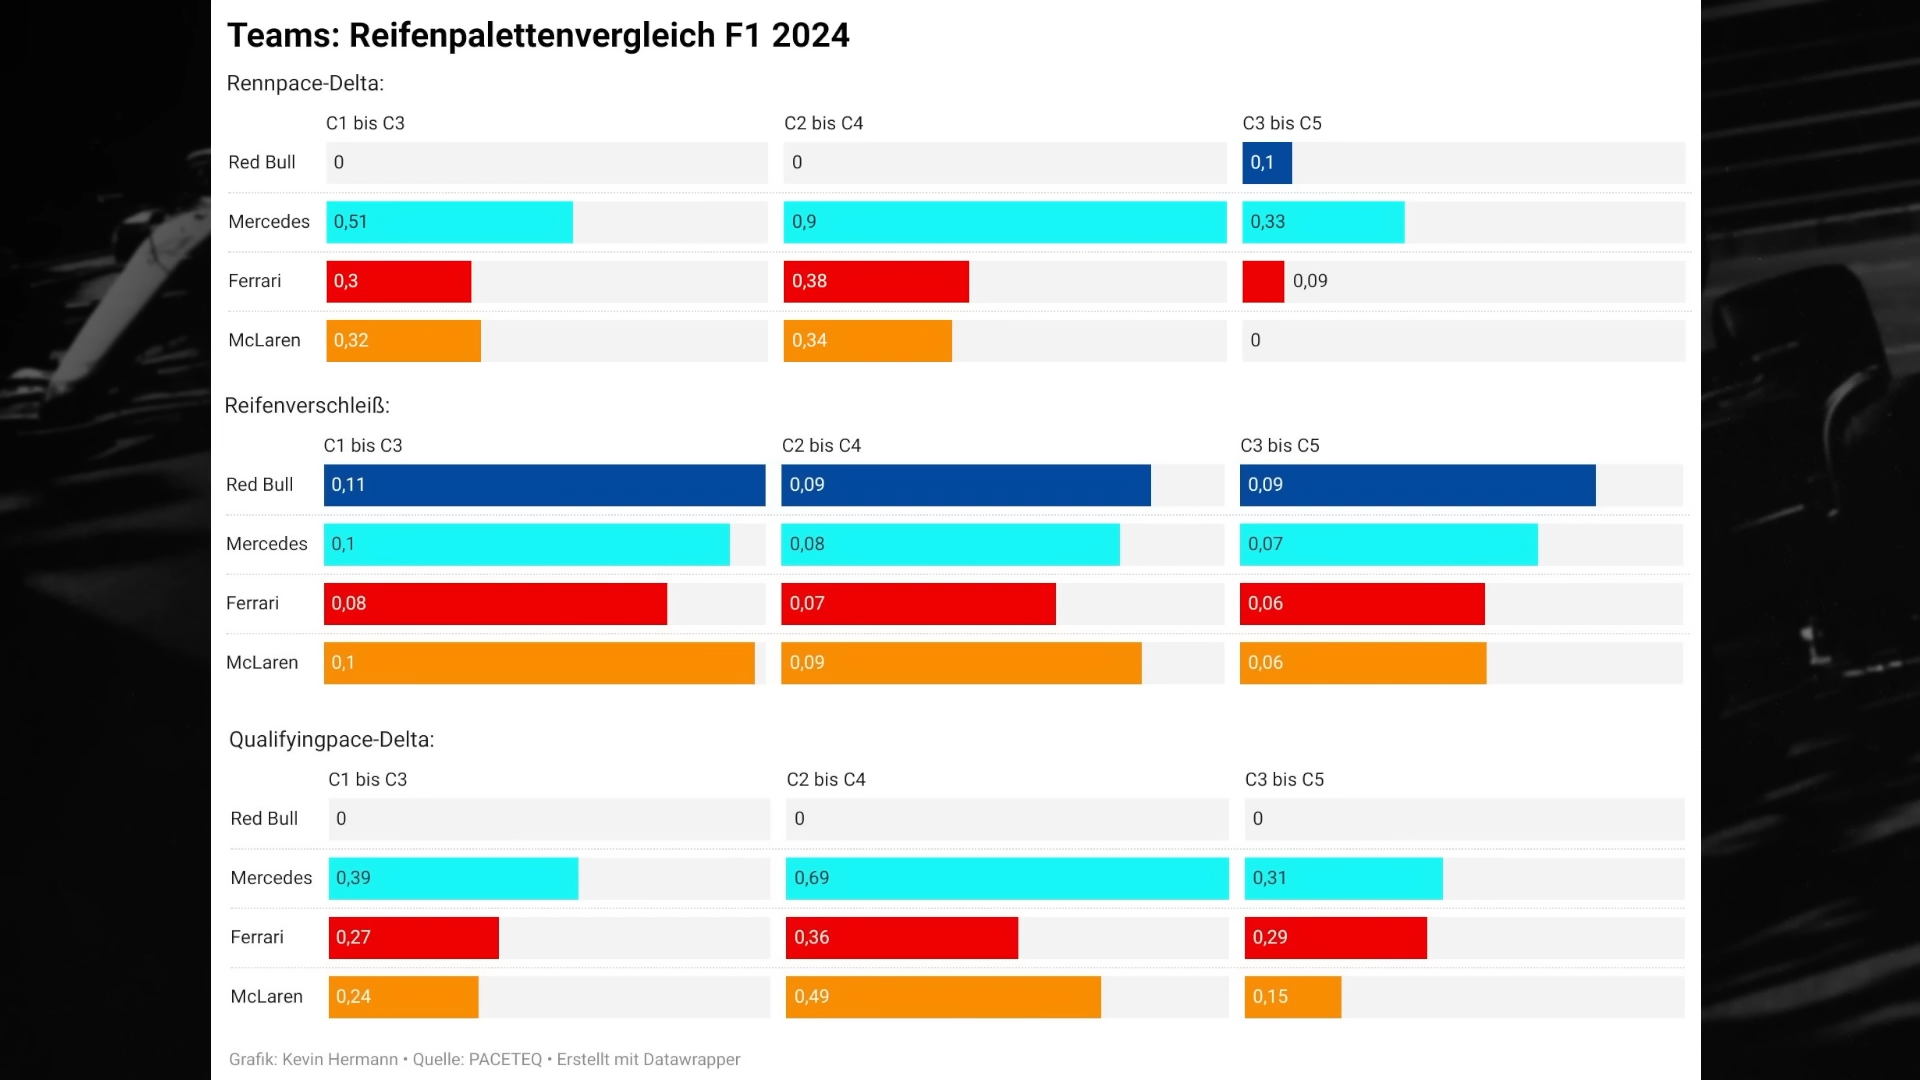 Teams: Reifenpalettenvergleich F1 2024
Rennpace-Delta:
C1 bis C3 C2 bis C4 C3 bis C5
Red Bull 0 0 0,1
Mercedes 0,51 0,9 0,33
Ferrari 0,3 0,38 0,09
McLaren 0,32 0,34 0
Reifenverschleiß:
C1 bis C3 C2 bis C4 C3 bis C5
Red Bull 0,11 0,09 0,09
Mercedes 0,1 0,08 0,07
Ferrari 0,08 0,07 0,06
McLaren 0,1 0,09 0,06
Qualifyingpace-Delta:
C1 bis C3 C2 bis C4 C3 bis C5
Red Bull 0 0 0
Mercedes 0,39 0,69 0,31
Ferrari 0,27 0,36 0,29
McLaren 0,24 0,49 0,15
Grafik: Kevin Hermann • Quelle: PACETEQ • Erstellt mit Datawrapper